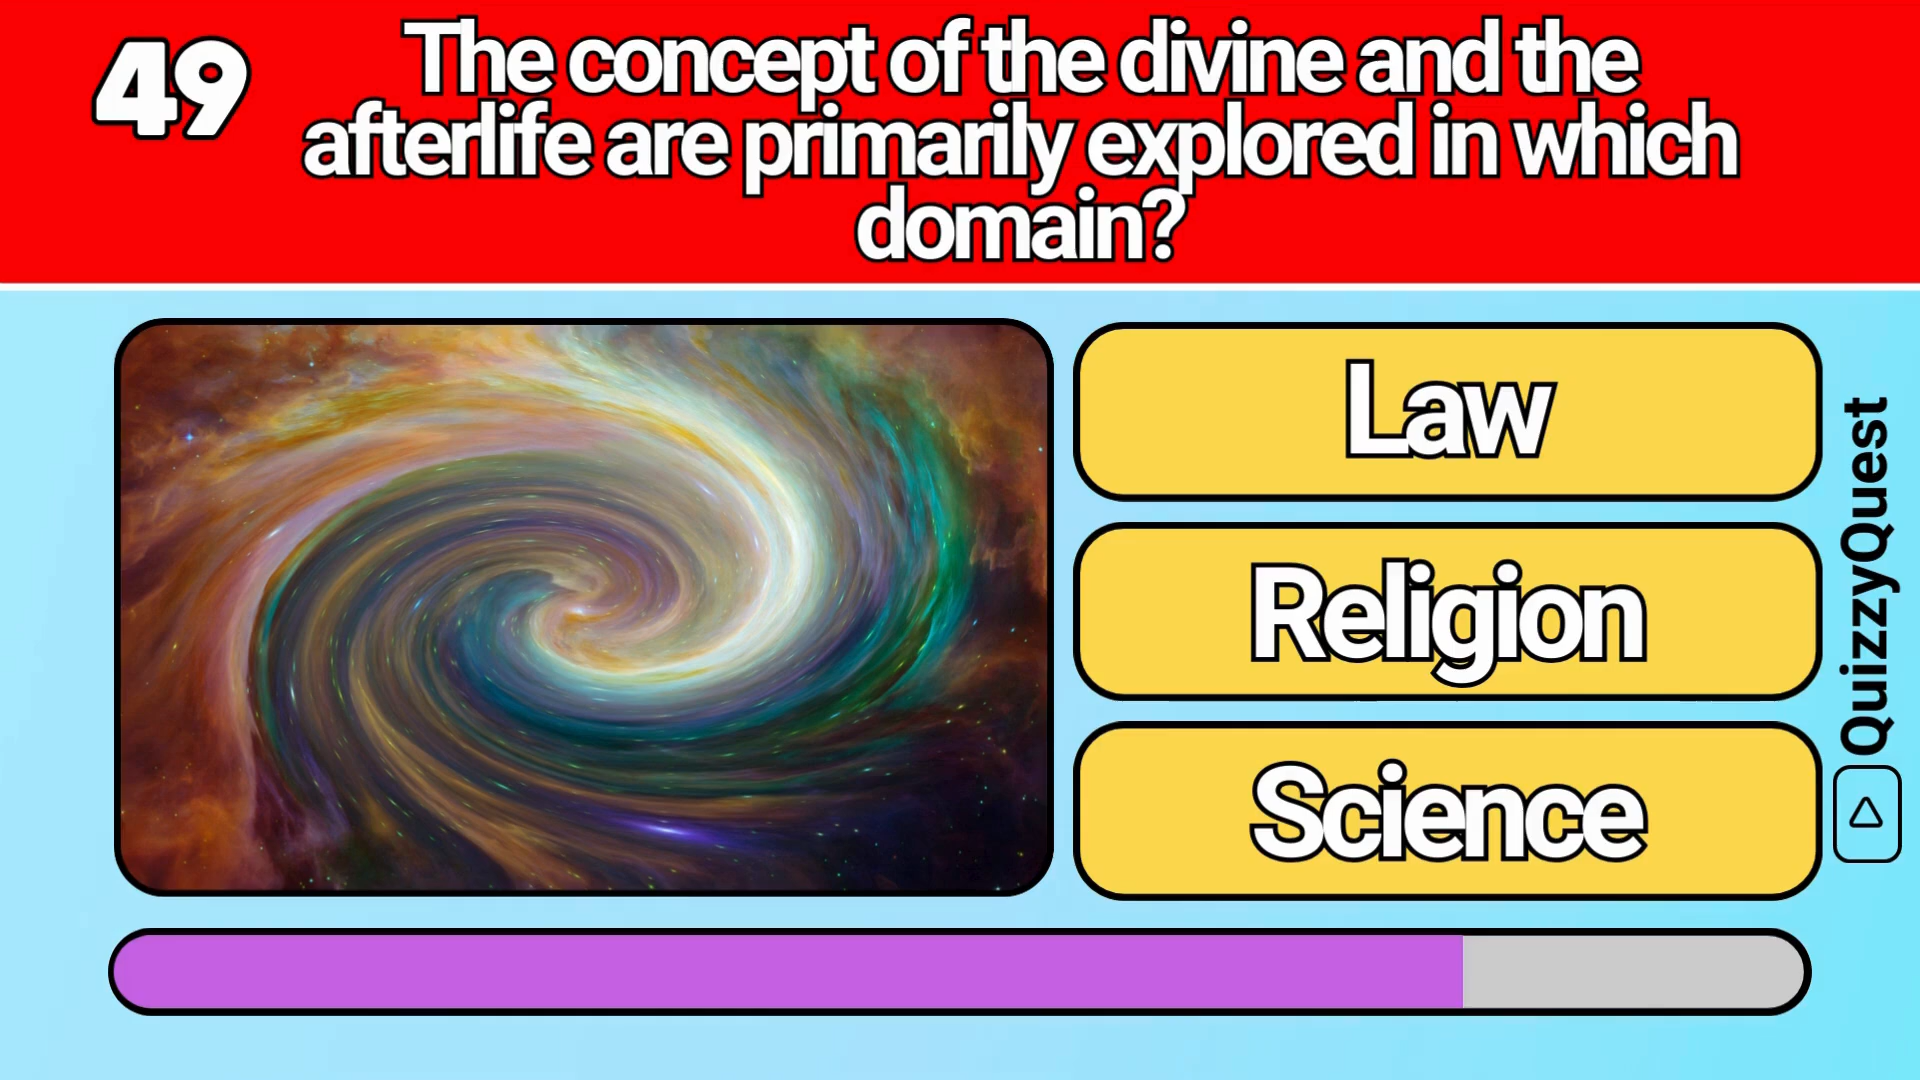 49
The concept of the divine and the
afterlife are primarily explored in which
domain?
Law
Religion
Science
QuizzyQuest